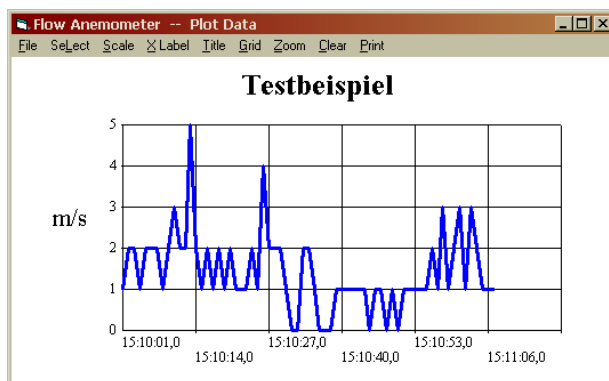 Flow Anemometer -- Plot Data
File SeLect Scale X Label Title Grid Zoom Clear Print
Testbeispiel
5
4
3
m/s
2
1
0
15:10:01,0 15:10:27,0 15:10:53,0
15:10:14,0 15:10:40,0 15:11:06,0